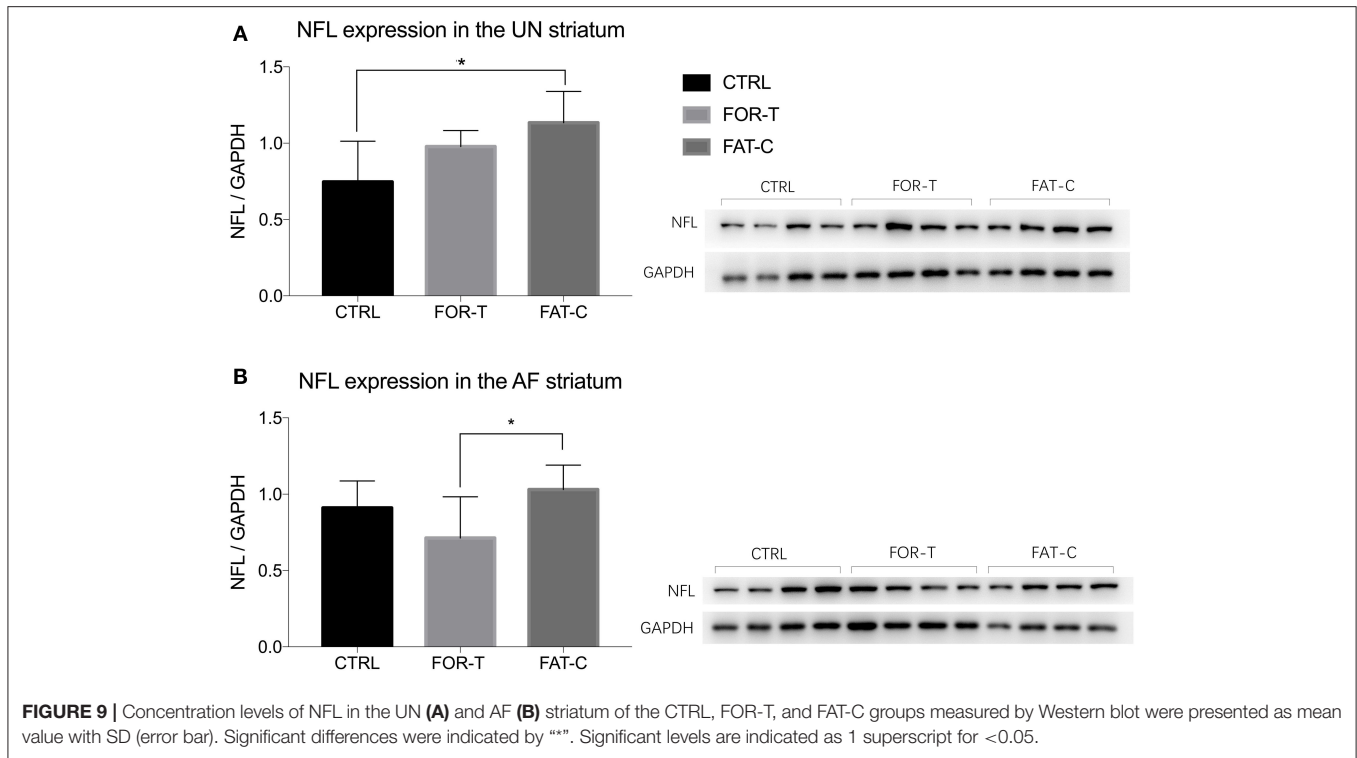 A
NFL expression in the UN striatum
NFL / GAPDH
1.5
1.0
0.5
0.0
*
CTRL FOR-T FAT-C
CTRL
FOR-T
FAT-C
CTRL FOR-T FAT-C
NFL
GAPDH
B
NFL expression in the AF striatum
NFL / GAPDH
1.5
1.0
0.5
0.0
*
CTRL FOR-T FAT-C
CTRL FOR-T FAT-C
NFL
GAPDH
FIGURE 9 | Concentration levels of NFL in the UN (A) and AF (B) striatum of the CTRL, FOR-T, and FAT-C groups measured by Western blot were presented as mean
value with SD (error bar). Significant differences were indicated by “*”. Significant levels are indicated as 1 superscript for <0.05.